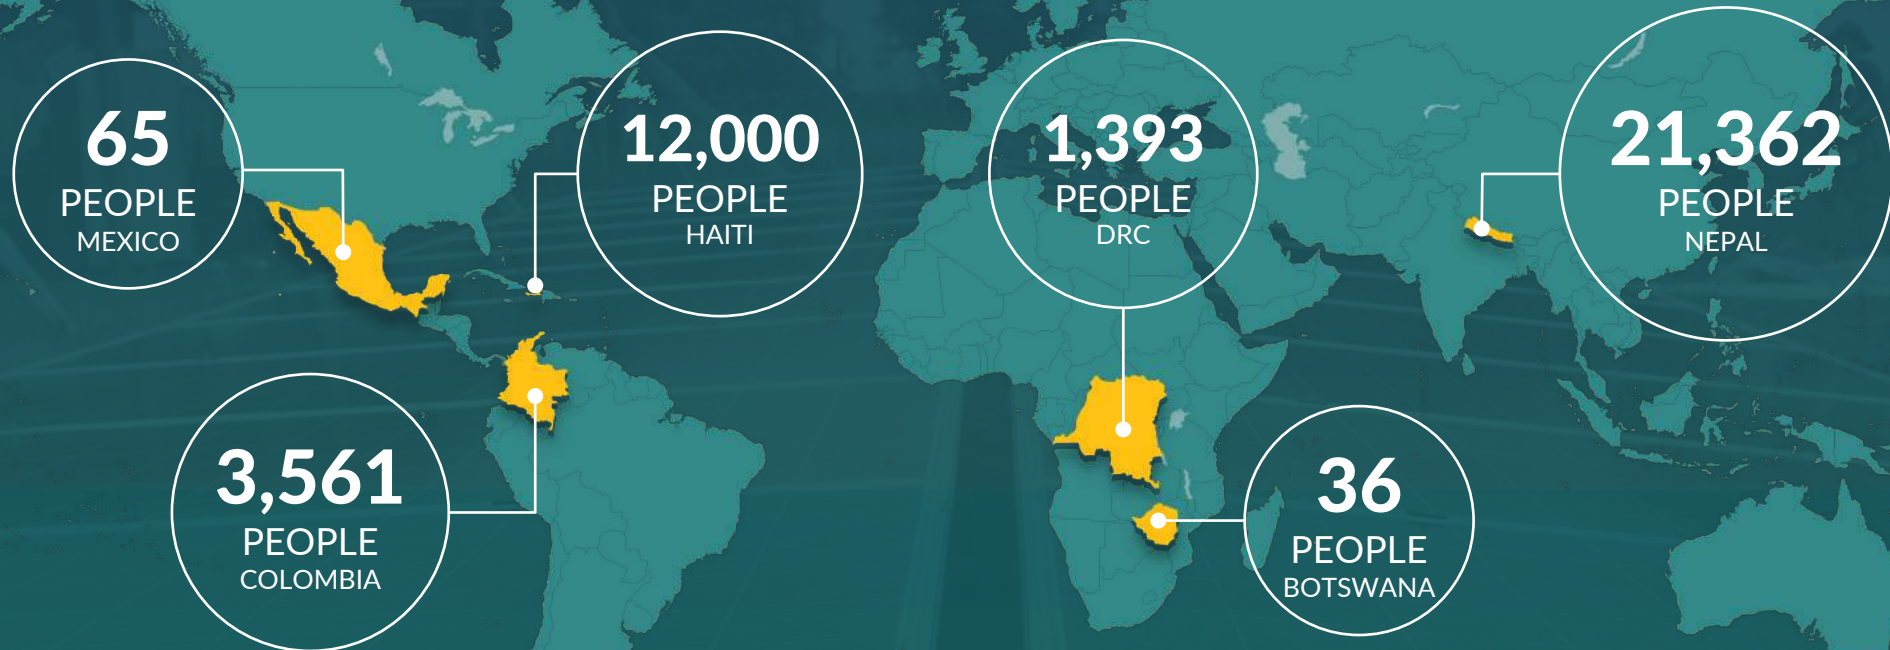 65
PEOPLE
MEXICO
12,000
PEOPLE
HAITI
1,393
PEOPLE
DRC
21,362
PEOPLE
NEPAL
3,561
PEOPLE
COLOMBIA
36
PEOPLE
BOTSWANA